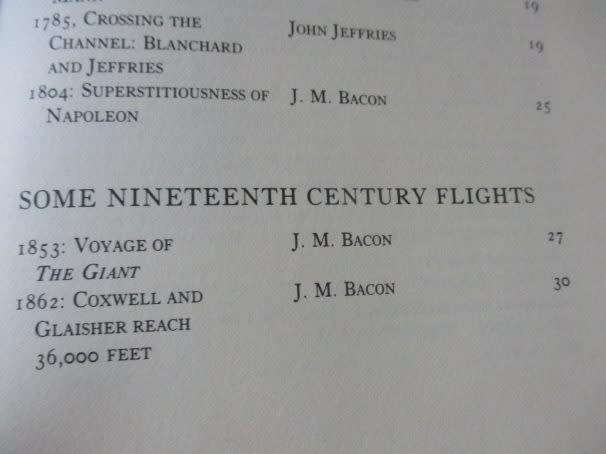 19
1785, Crossing the John Jeffries 19
Channel: Blanchard
and Jeffries
1804: Superstitiousness of J. M. Bacon 25
Napoleon
SOME NINETEENTH CENTURY FLIGHTS
1853: Voyage of J. M. Bacon 27
The Giant
1862: Coxwell and J. M. Bacon 30
Glaisher reach
36,000 feet